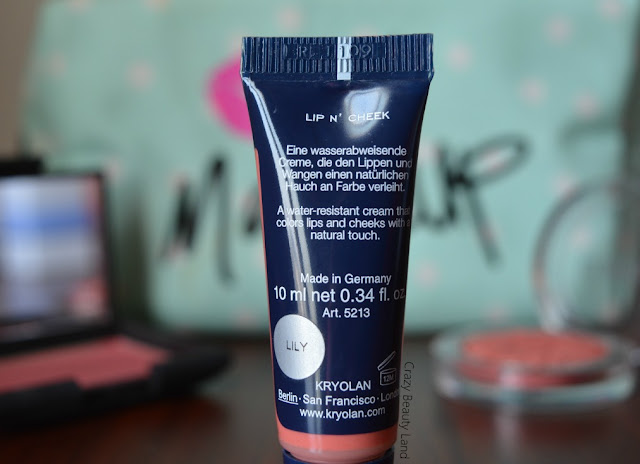 LIP N' CHEEK
Eine wasserabweisende
Creme, die den Lippen und
Wangen einen natürlichen
Hauch an Farbe verleiht.
A water-resistant cream that
colors lips and cheeks with a
natural touch.
Made in Germany
10 ml net 0.34 fl. oz.
Art. 5213
LILY
KRYOLAN
Berlin · San Francisco · London
www.kryolan.com
Crazy Beauty Land